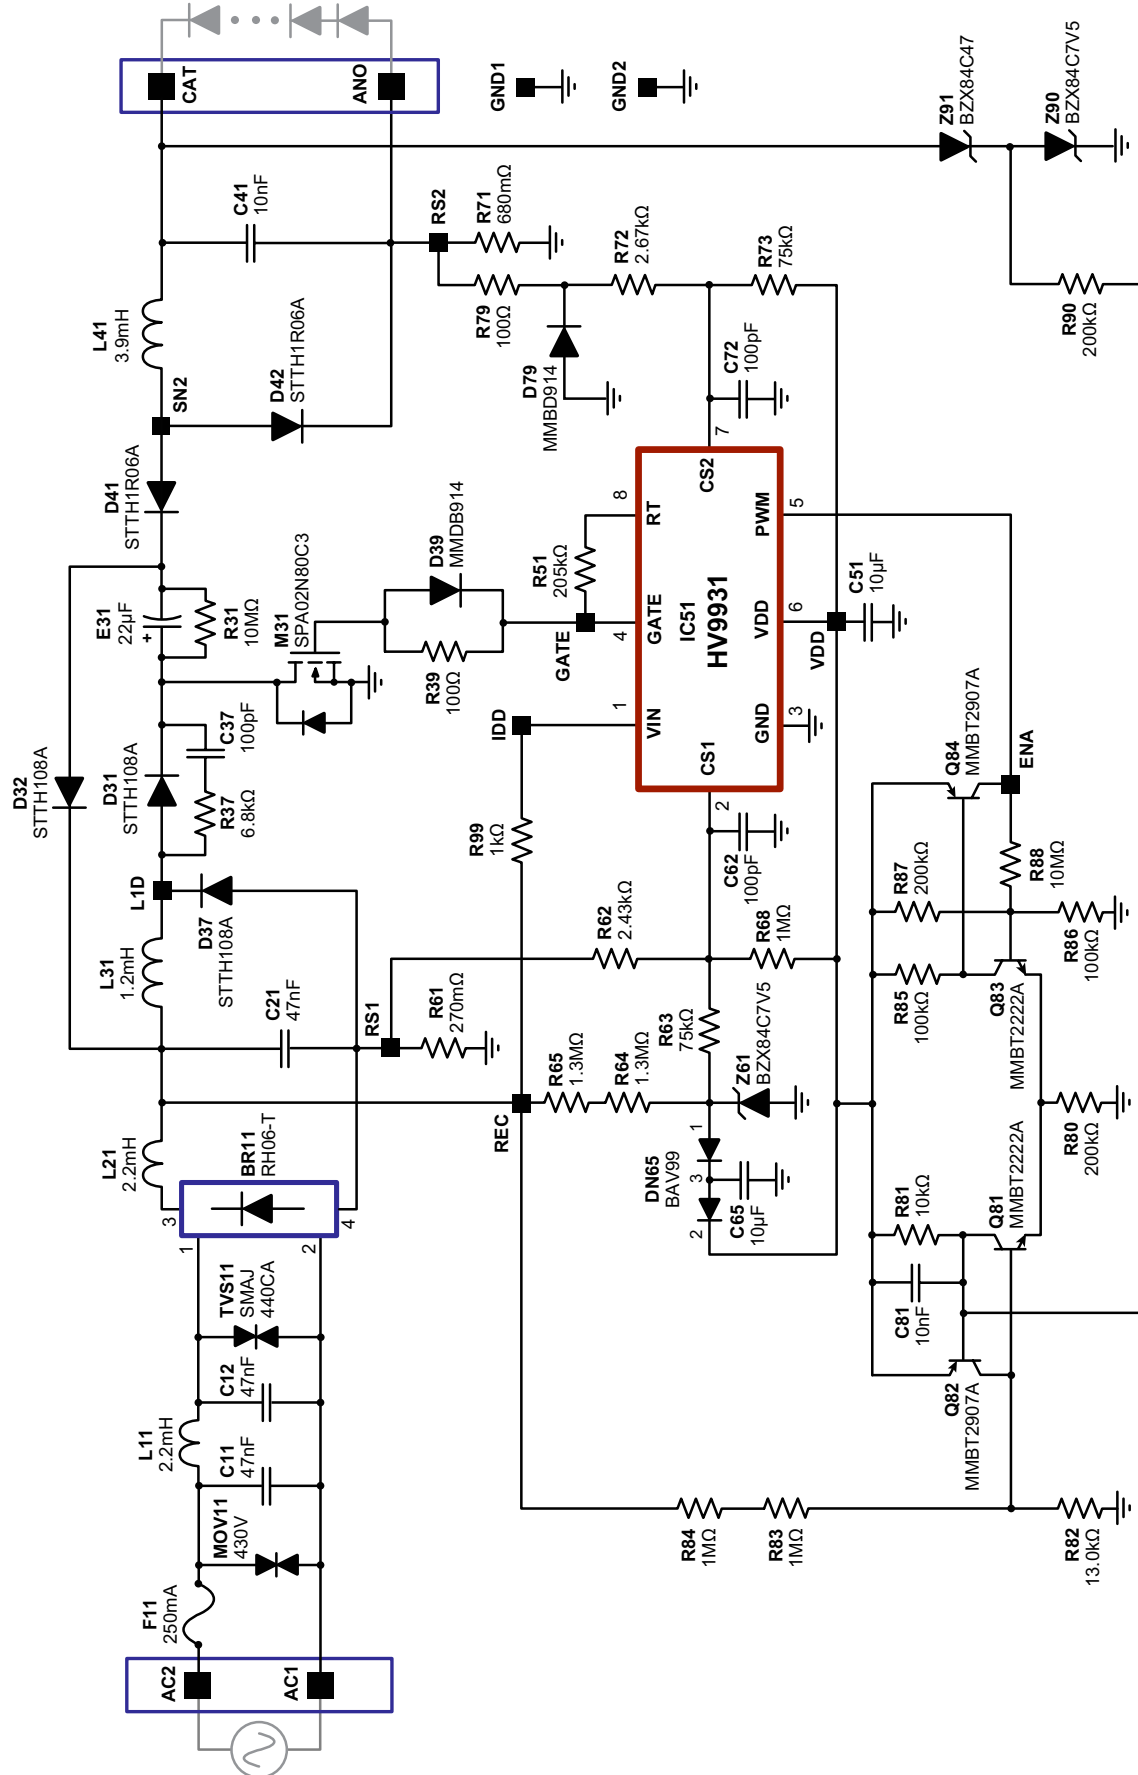 AC2
AC1
F11
250mA
MOV11
430V
C11
47nF
L11
2.2mH
C12
47nF
TVS11
SMAJ
440CA
1
2
3
4
BR11
RH06-T
L21
2.2mH
C21
47nF
L31
1.2mH
D37
STTH108A
L1D
D32
STTH108A
D31
STTH108A
R37
6.8kΩ
C37
100pF
E31
22µF
+
R31
10MΩ
M31
SPA02N80C3
D41
STTH1R06A
SN2
D42
STTH1R06A
L41
3.9mH
C41
10nF
CAT
ANO
GND1
GND2
RS2
R71
680mΩ
R79
100Ω
D79
MMBD914
R72
2.67kΩ
R73
75kΩ
C72
100pF
Z91
BZX84C47
Z90
BZX84C7V5
R90
200kΩ
RS1
R61
270mΩ
R62
2.43kΩ
R99
1kΩ
IDD
R39
100Ω
D39
MMDB914
GATE
R51
205kΩ
1
4
8
VIN
GATE
RT
IC51
HV9931
CS1
CS2
GND
VDD
PWM
2
7
3
6
5
VDD
C51
10µF
C62
100pF
R68
1MΩ
R63
75kΩ
REC
R65
1.3MΩ
R64
1.3MΩ
Z61
BZX84C7V5
DN65
BAV99
1
3
2
C65
10µF
R84
1MΩ
R83
1MΩ
R82
13.0kΩ
Q82
MMBT2907A
C81
10nF
R81
10kΩ
Q81
MMBT2222A
R80
200kΩ
R85
100kΩ
Q83
MMBT2222A
R87
200kΩ
R86
100kΩ
R88
10MΩ
Q84
MMBT2907A
ENA